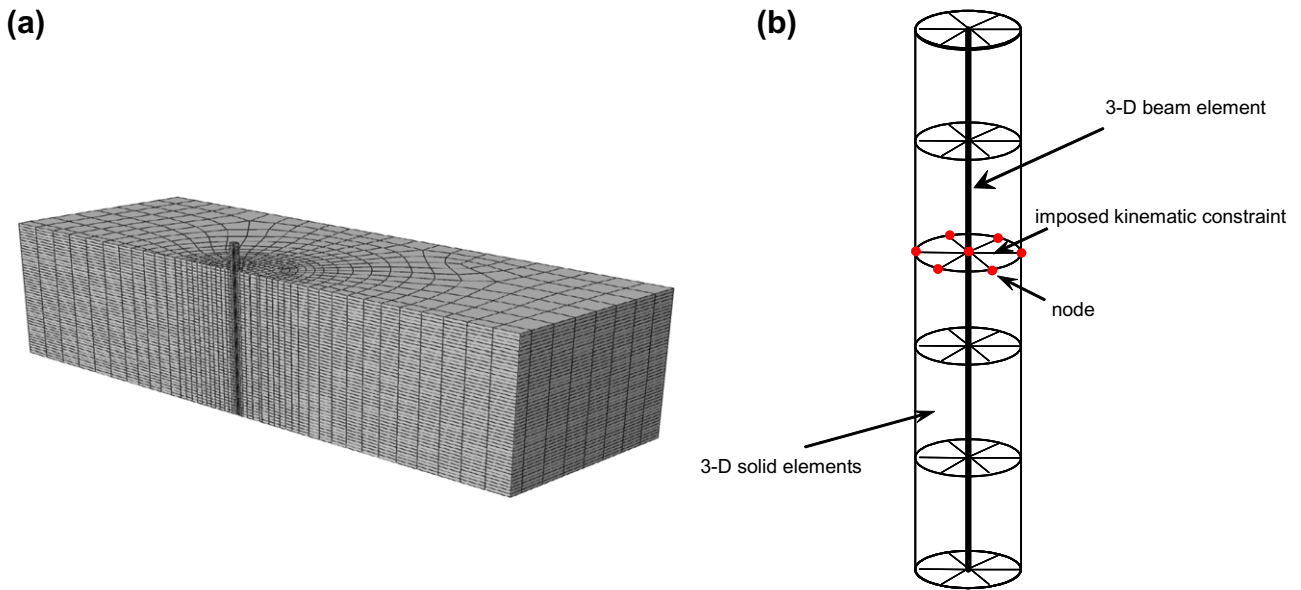 (a)
(b)
3-D beam element
imposed kinematic constraint
node
3-D solid elements